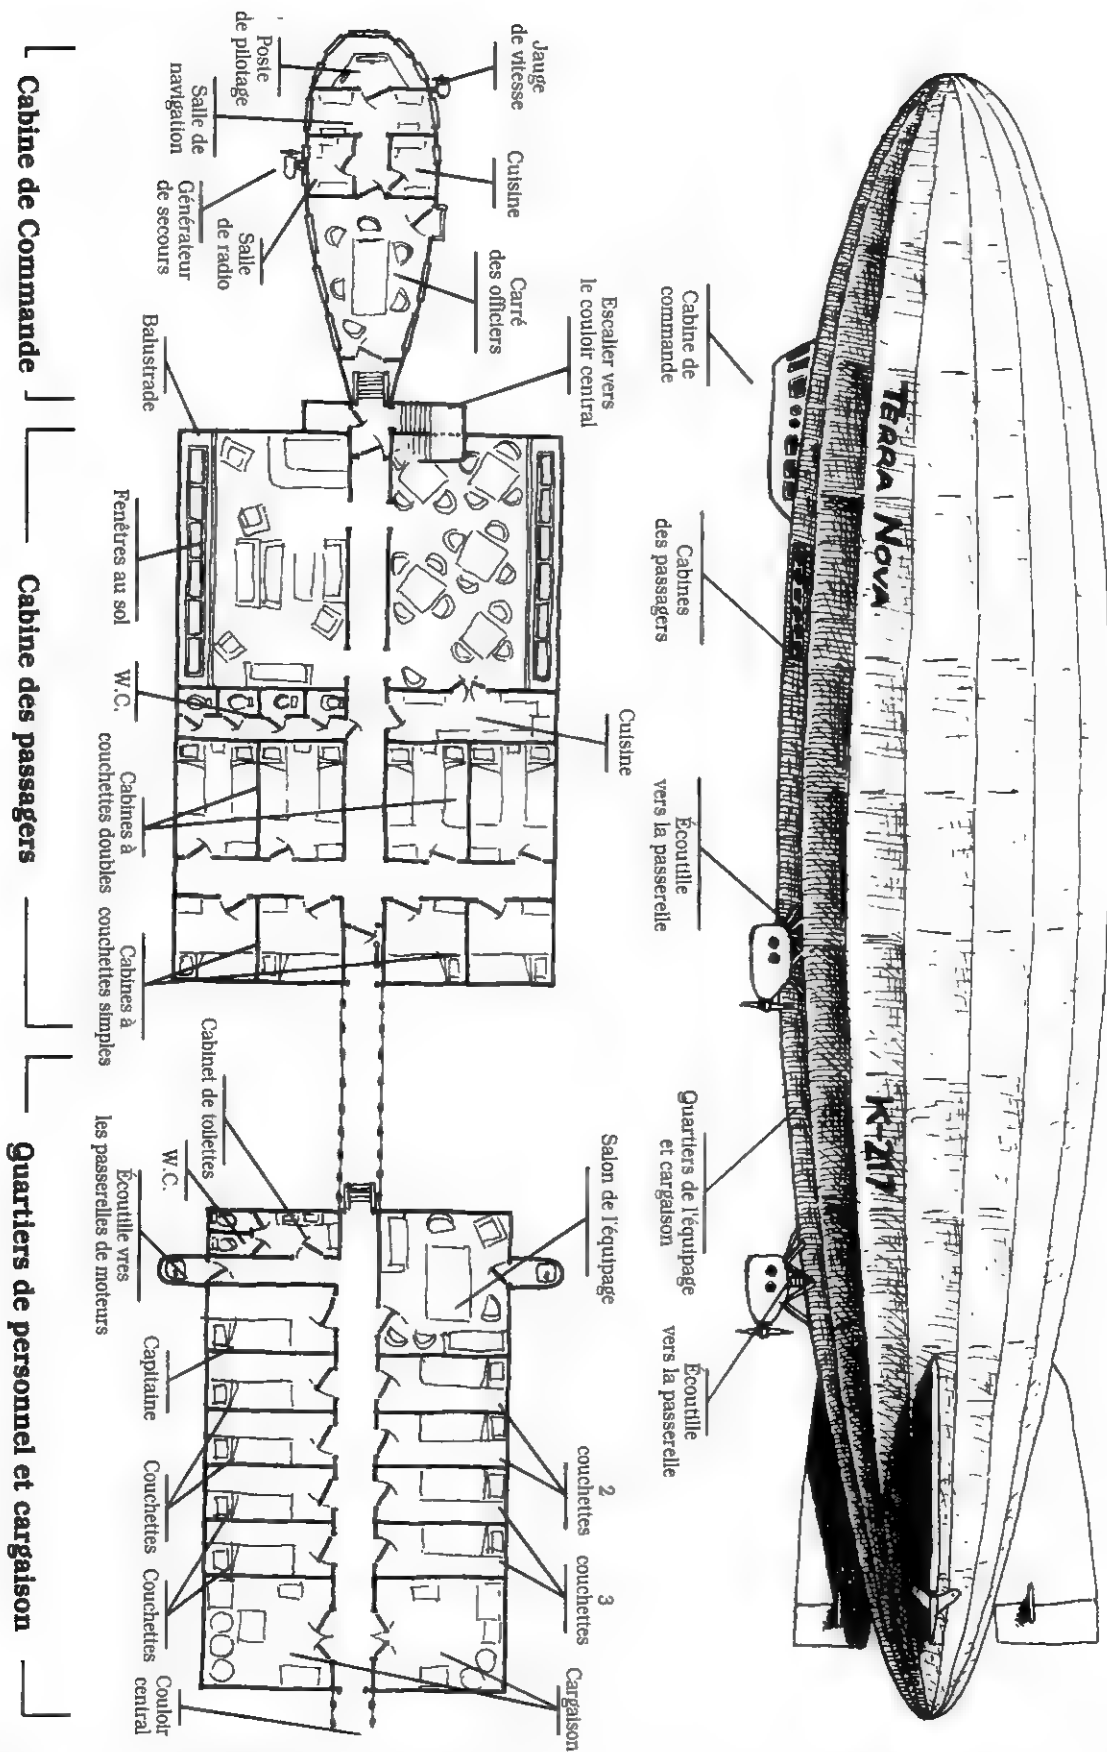 TERRA NOVA
K-217
Cabine de
commande
Cabines
des passagers
Écoutille
vers la passerelle
Quartiers de l'équipage
et cargaison
Écoutille
vers la passerelle
Jauge
de vitesse
Cuisine
Carré
des officiers
Escalier vers
le couloir central
Cuisine
Salon de l'équipage
2
couchettes
3
couchettes
Cargaison
Poste
de pilotage
Salle de
navigation
Générateur
de secours
Salle
de radio
Balustrade
Fenêtres au sol
W.C.
Cabines à
couchettes doubles
Cabines à
couchettes simples
Cabinet de toilettes
W.C.
Écoutille vres
les passerelles de moteurs
Capitaine
Couchettes
Couchettes
Couloir
central
Cabine de Commande
Cabine des passagers
Quartiers de personnel et cargaison